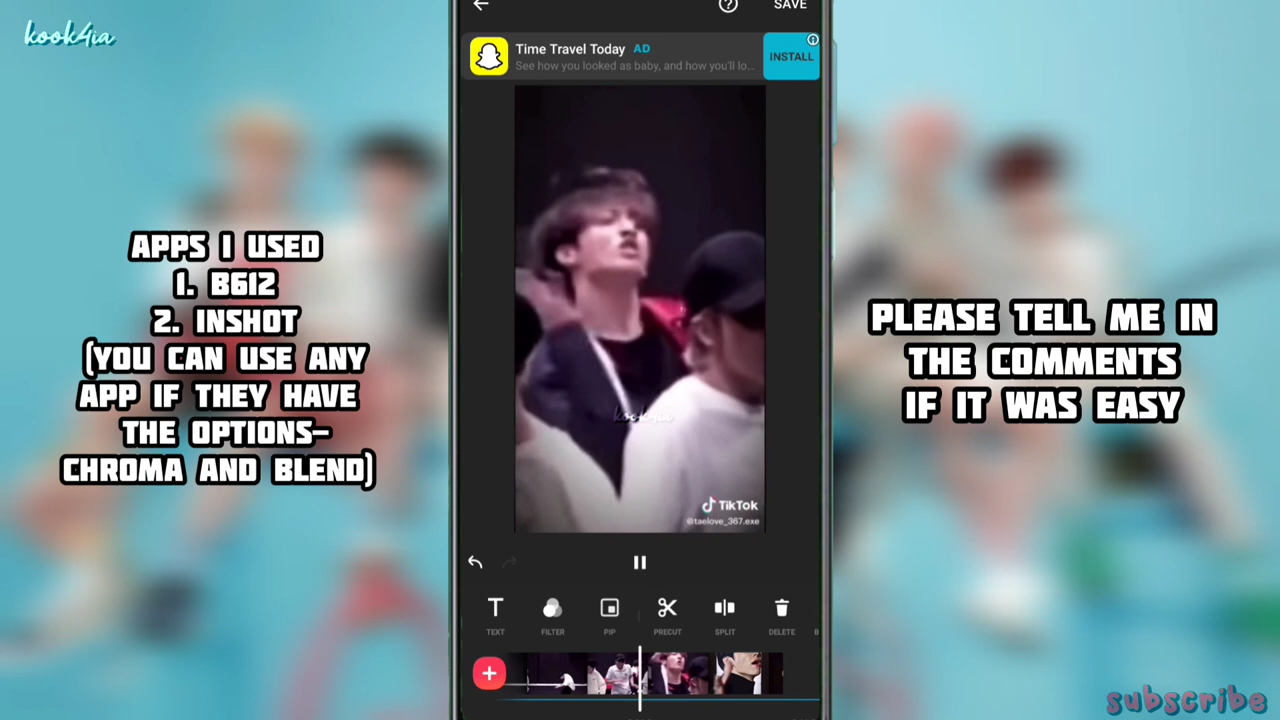 kook4ia
SAVE
Time Travel Today AD
See how you looked as baby, and how you'll lo...
INSTALL
APPS I USED
1. B612
2. INSHOT
(YOU CAN USE ANY
APP IF THEY HAVE
THE OPTIONS-
CHROMA AND BLEND)
PLEASE TELL ME IN
THE COMMENTS
IF IT WAS EASY
kook4ia
TikTok
@taelove_367.exe
T
TEXT
FILTER
PIP
PRECUT
SPLIT
DELETE
B
subscribe